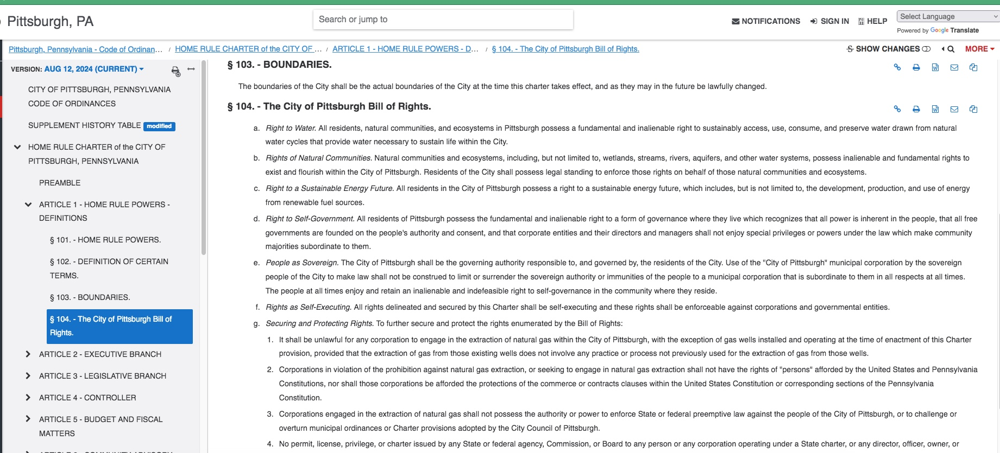 Pittsburgh, PA
Search or jump to
NOTIFICATIONS
SIGN IN
HELP
Select Language
Powered by Google Translate
Pittsburgh, Pennsylvania - Code of Ordinan... / HOME RULE CHARTER of the CITY OF ... / ARTICLE 1 - HOME RULE POWERS - D... / § 104. - The City of Pittsburgh Bill of Rights.
SHOW CHANGES
MORE
VERSION: AUG 12, 2024 (CURRENT)
CITY OF PITTSBURGH, PENNSYLVANIA
CODE OF ORDINANCES
SUPPLEMENT HISTORY TABLE modified
HOME RULE CHARTER of the CITY OF
PITTSBURGH, PENNSYLVANIA
PREAMBLE
ARTICLE 1 - HOME RULE POWERS -
DEFINITIONS
§ 101. - HOME RULE POWERS.
§ 102. - DEFINITION OF CERTAIN
TERMS.
§ 103. - BOUNDARIES.
§ 104. - The City of Pittsburgh Bill of
Rights.
ARTICLE 2 - EXECUTIVE BRANCH
ARTICLE 3 - LEGISLATIVE BRANCH
ARTICLE 4 - CONTROLLER
ARTICLE 5 - BUDGET AND FISCAL
MATTERS
§ 103. - BOUNDARIES.
The boundaries of the City shall be the actual boundaries of the City at the time this charter takes effect, and as they may in the future be lawfully changed.
§ 104. - The City of Pittsburgh Bill of Rights.
a. Right to Water. All residents, natural communities, and ecosystems in Pittsburgh possess a fundamental and inalienable right to sustainably access, use, consume, and preserve water drawn from natural
water cycles that provide water necessary to sustain life within the City.
b. Rights of Natural Communities. Natural communities and ecosystems, including, but not limited to, wetlands, streams, rivers, aquifers, and other water systems, possess inalienable and fundamental rights to
exist and flourish within the City of Pittsburgh. Residents of the City shall possess legal standing to enforce those rights on behalf of those natural communities and ecosystems.
c. Right to a Sustainable Energy Future. All residents in the City of Pittsburgh possess a right to a sustainable energy future, which includes, but is not limited to, the development, production, and use of energy
from renewable fuel sources.
d. Right to Self-Government. All residents of Pittsburgh possess the fundamental and inalienable right to a form of governance where they live which recognizes that all power is inherent in the people, that all free
governments are founded on the people's authority and consent, and that corporate entities and their directors and managers shall not enjoy special privileges or powers under the law which make community
majorities subordinate to them.
e. People as Sovereign. The City of Pittsburgh shall be the governing authority responsible to, and governed by, the residents of the City. Use of the "City of Pittsburgh" municipal corporation by the sovereign
people of the City to make law shall not be construed to limit or surrender the sovereign authority or immunities of the people to a municipal corporation that is subordinate to them in all respects at all times.
The people at all times enjoy and retain an inalienable and indefeasible right to self-governance in the community where they reside.
f. Rights as Self-Executing. All rights delineated and secured by this Charter shall be self-executing and these rights shall be enforceable against corporations and governmental entities.
g. Securing and Protecting Rights. To further secure and protect the rights enumerated by the Bill of Rights:
1. It shall be unlawful for any corporation to engage in the extraction of natural gas within the City of Pittsburgh, with the exception of gas wells installed and operating at the time of enactment of this Charter
provision, provided that the extraction of gas from those existing wells does not involve any practice or process not previously used for the extraction of gas from those wells.
2. Corporations in violation of the prohibition against natural gas extraction, or seeking to engage in natural gas extraction shall not have the rights of "persons" afforded by the United States and Pennsylvania
Constitutions, nor shall those corporations be afforded the protections of the commerce or contracts clauses within the United States Constitution or corresponding sections of the Pennsylvania
Constitution.
3. Corporations engaged in the extraction of natural gas shall not possess the authority or power to enforce State or federal preemptive law against the people of the City of Pittsburgh, or to challenge or
overturn municipal ordinances or Charter provisions adopted by the City Council of Pittsburgh.
4. No permit, license, privilege, or charter issued by any State or federal agency, Commission, or Board to any person or any corporation operating under a State charter, or any director, officer, owner, or